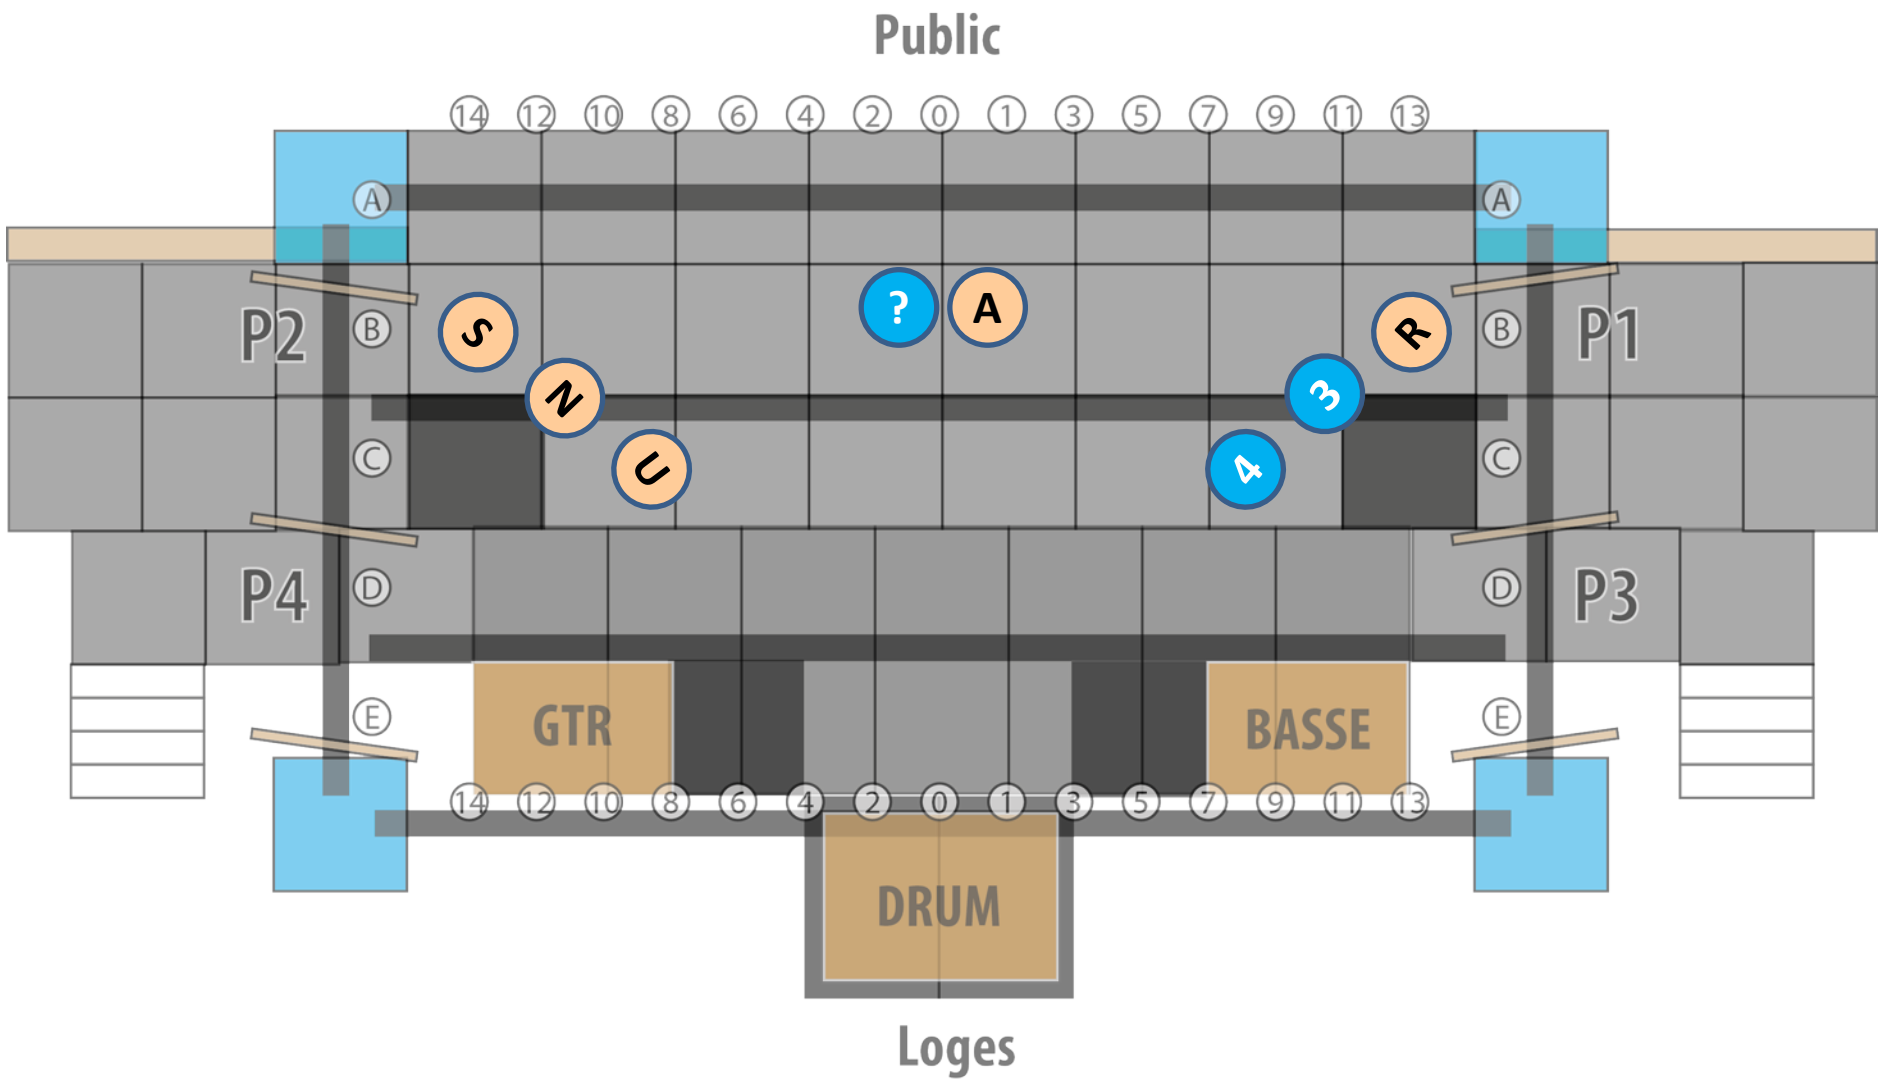 Public
14 12 10 8 6 4 2 0 1 3 5 7 9 11 13
A A
? A
P2 B S R B P1
N 3
C U 4 C
P4 D D P3
E GTR BASSE E
14 12 10 8 6 4 2 0 1 3 5 7 9 11 13
DRUM
Loges